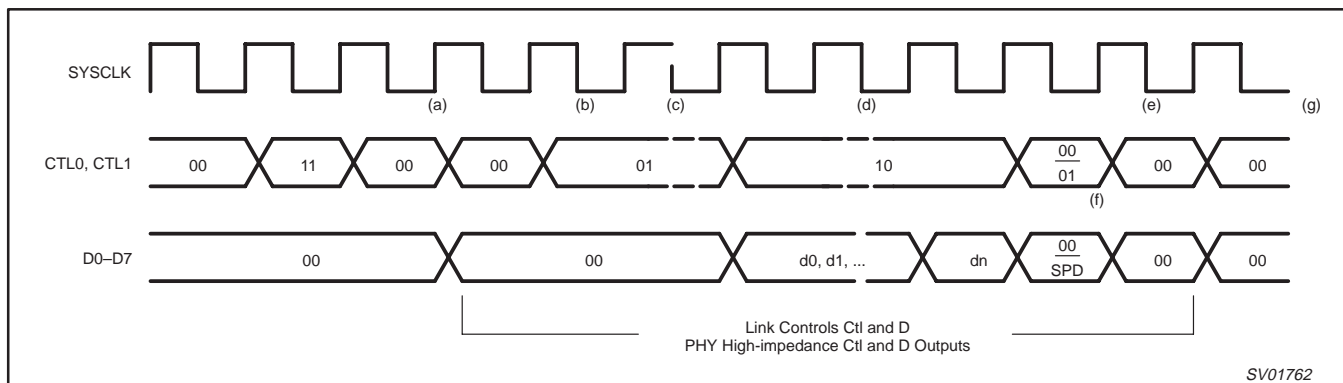 SYSCLK
(a) (b) (c) (d) (e) (g)
CTL0, CTL1 00 11 00 00 01 10 00 00 00
01
(f)
D0–D7 00 00 d0, d1, ... dn 00 00 00
SPD
Link Controls Ctl and D
PHY High-impedance Ctl and D Outputs
SV01762